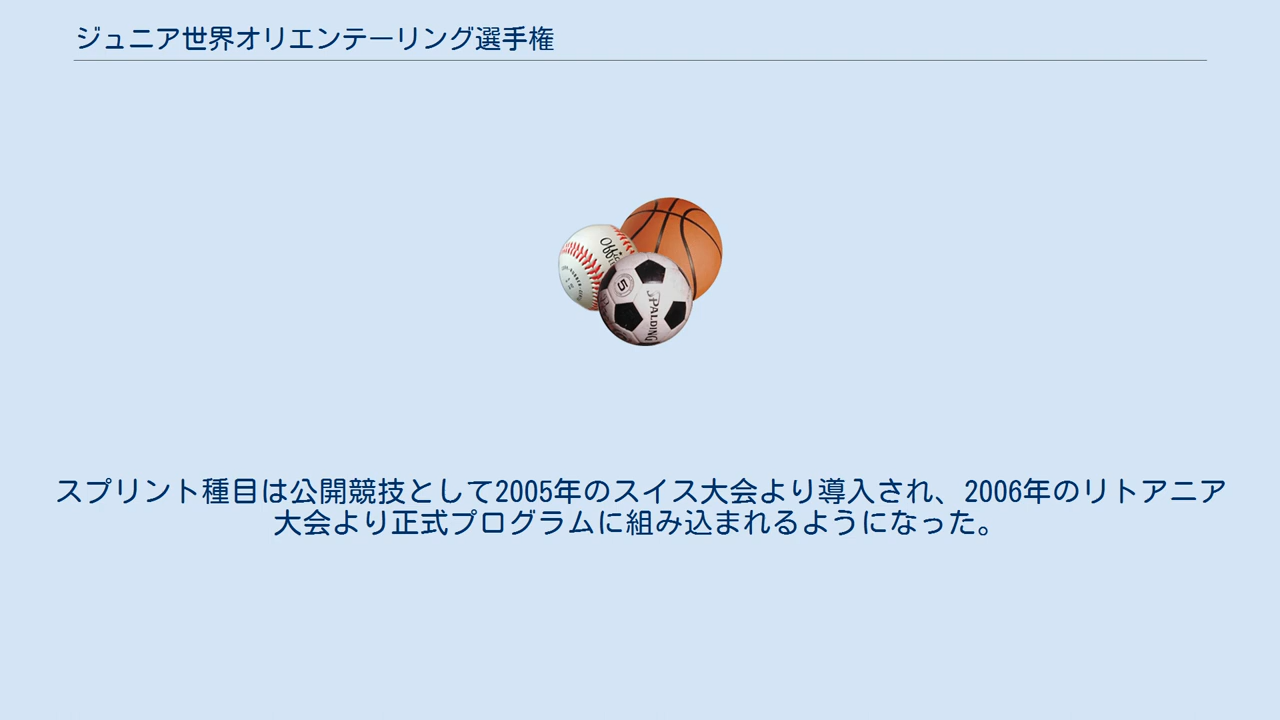 ジュニア世界オリエンテーリング選手権
Offic
5
SPALDING
スプリント種目は公開競技として2005年のスイス大会より導入され、2006年のリトアニア
大会より正式プログラムに組み込まれるようになった。